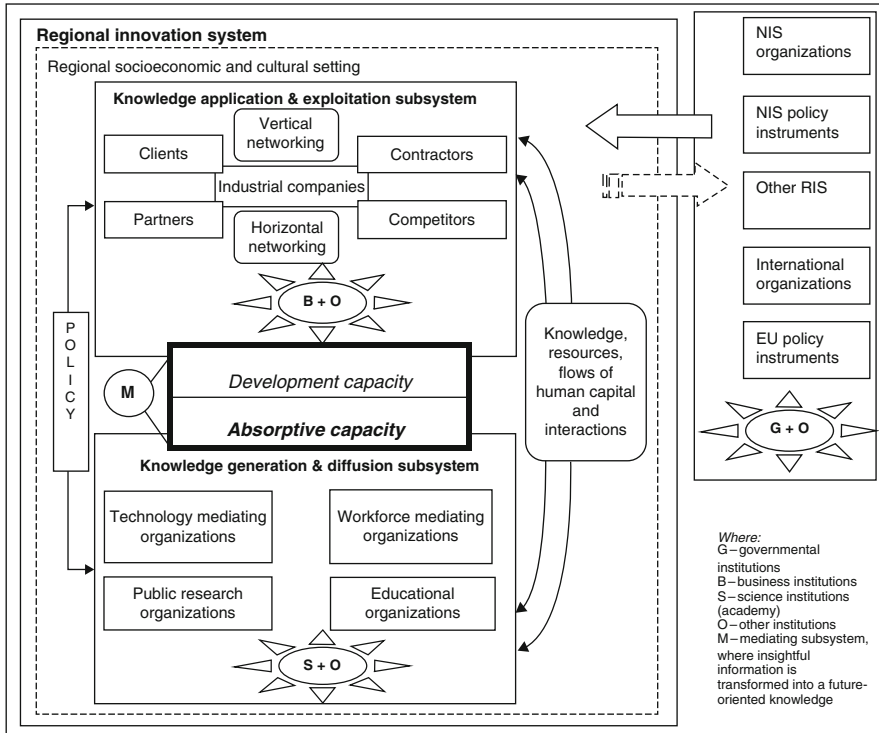 Regional innovation system
Regional socioeconomic and cultural setting
Knowledge application & exploitation subsystem
Vertical
networking
Clients
Contractors
Industrial companies
Partners
Competitors
Horizontal
networking
B + O
P
O
L
I
C
Y
M
Development capacity
Absorptive capacity
Knowledge generation & diffusion subsystem
Technology mediating
organizations
Workforce mediating
organizations
Public research
organizations
Educational
organizations
S + O
Knowledge,
resources,
flows of
human capital
and
interactions
NIS
organizations
NIS policy
instruments
Other RIS
International
organizations
EU policy
instruments
G + O
Where:
G–governmental
institutions
B–business institutions
S–science institutions
(academy)
O–other institutions
M–mediating subsystem,
where insightful
information is
transformed into a future-
oriented knowledge